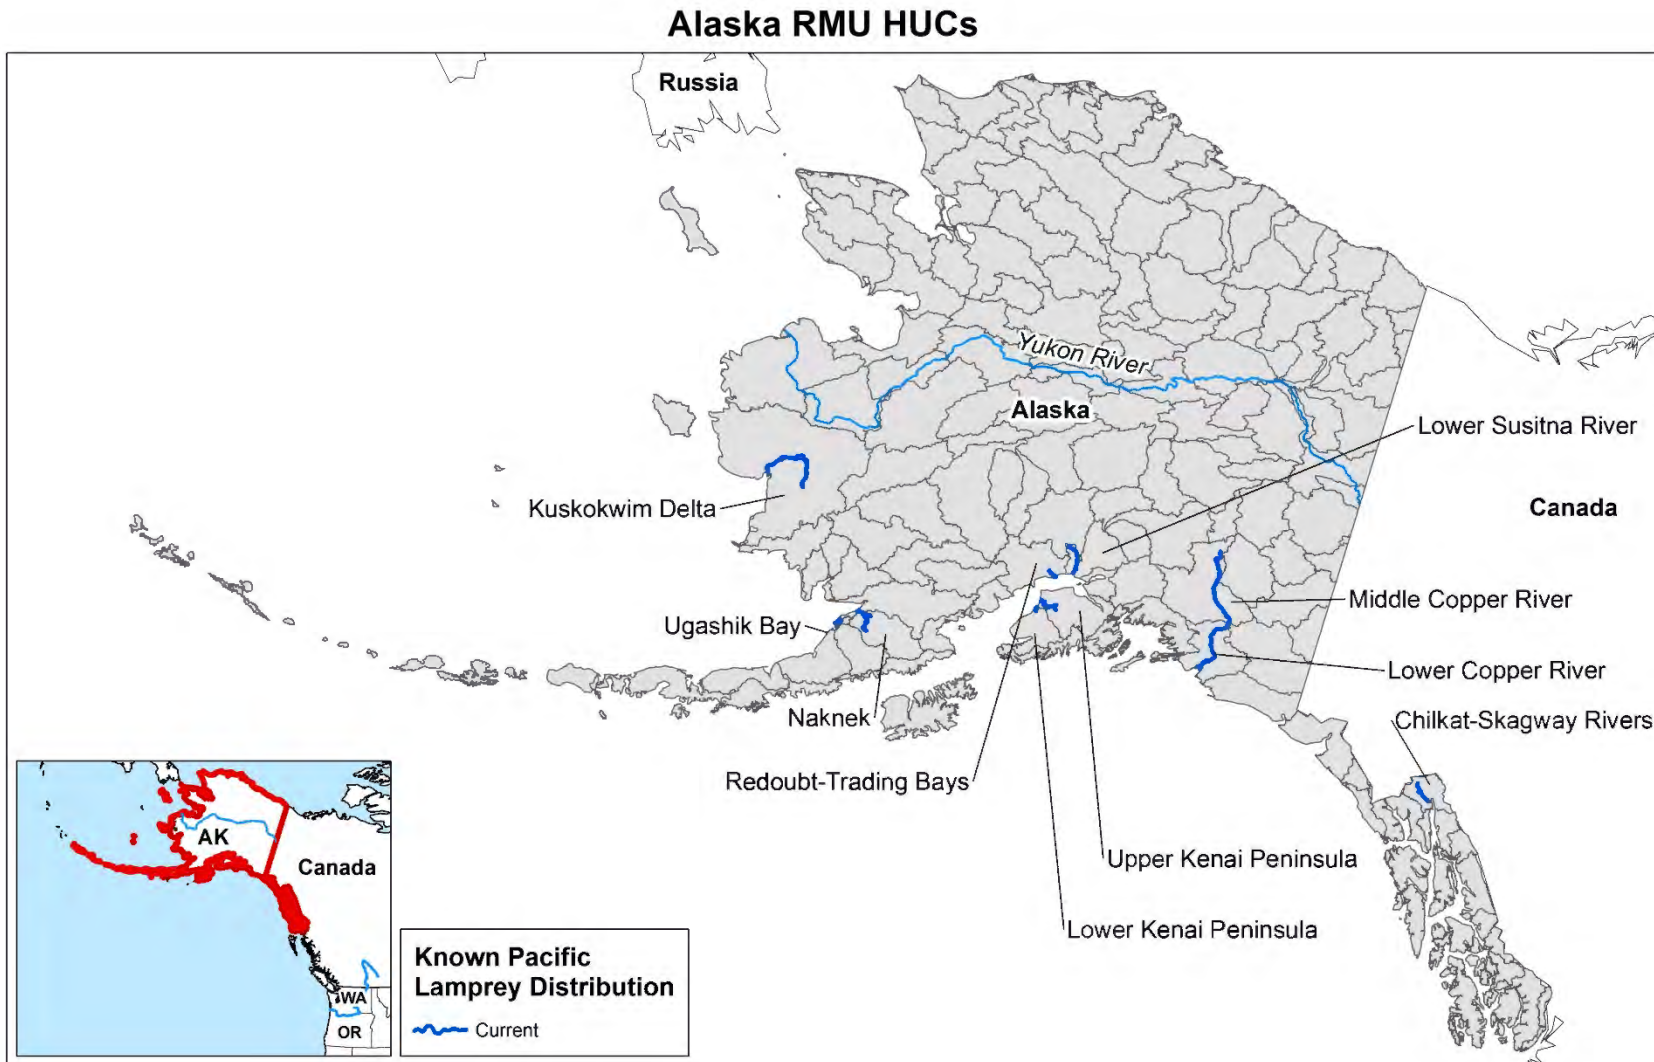 Alaska RMU HUCs
Russia
Yukon River
Alaska
Lower Susitna River
Canada
Kuskokwim Delta
Middle Copper River
Ugashik Bay
Lower Copper River
Naknek
Chilkat-Skagway Rivers
Redoubt-Trading Bays
Upper Kenai Peninsula
Lower Kenai Peninsula
AK
Canada
WA
OR
Known Pacific
Lamprey Distribution
Current